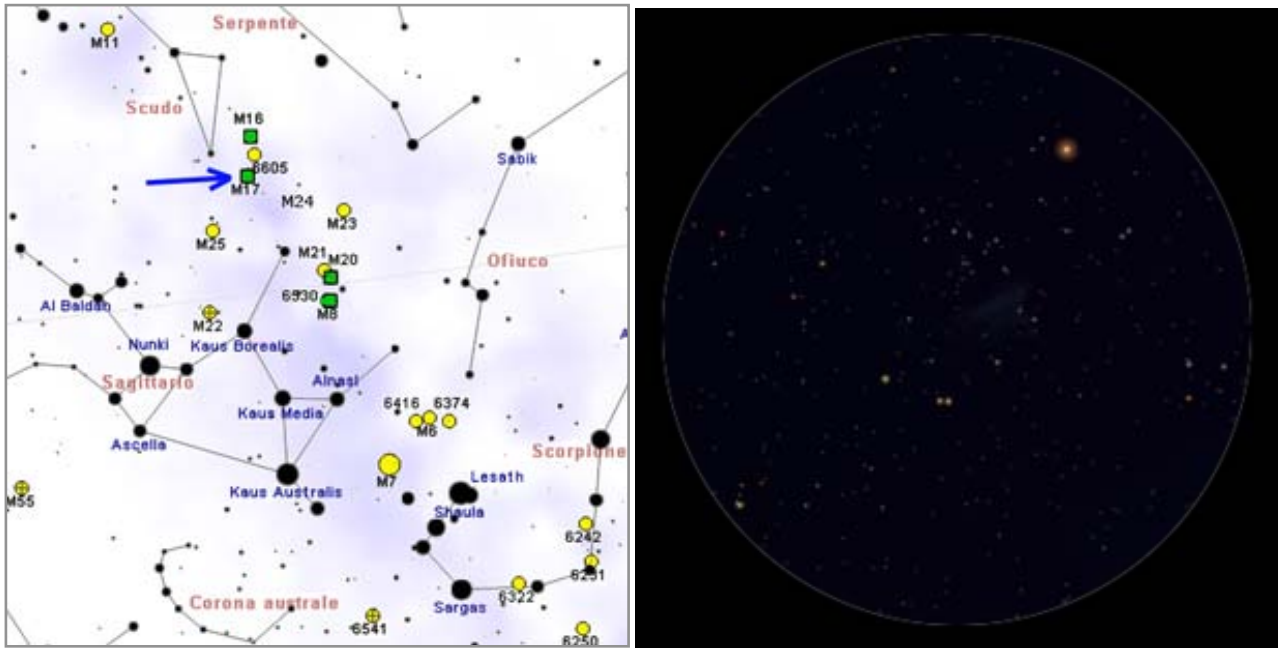 Serpente
M11
Scudo
M16
6605
M17
Sabik
M24
M23
M25
M21
M20
Ofiuco
6530
M8
Al Baldah
M22
Kaus Borealis
Nunki
Sagittario
Alnasl
Kaus Media
6416
6374
M6
Ascella
Scorpione
M7
Lesath
Kaus Australis
M55
Shaula
6242
6231
6322
Corona australe
Sargas
6541
6250